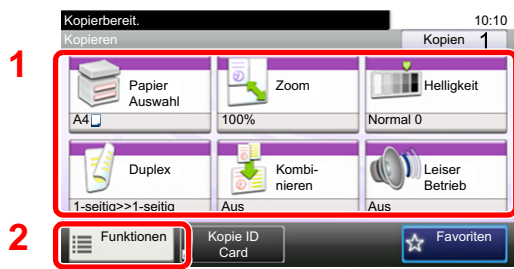 Kopierbereit.
10:10
Kopieren
Kopien 1
1
Papier
Auswahl
A4
Zoom
100%
Helligkeit
Normal 0
Duplex
1-seitig>>1-seitig
Kombi-
nieren
Aus
Leiser
Betrieb
Aus
2
Funktionen
Kopie ID
Card
Favoriten